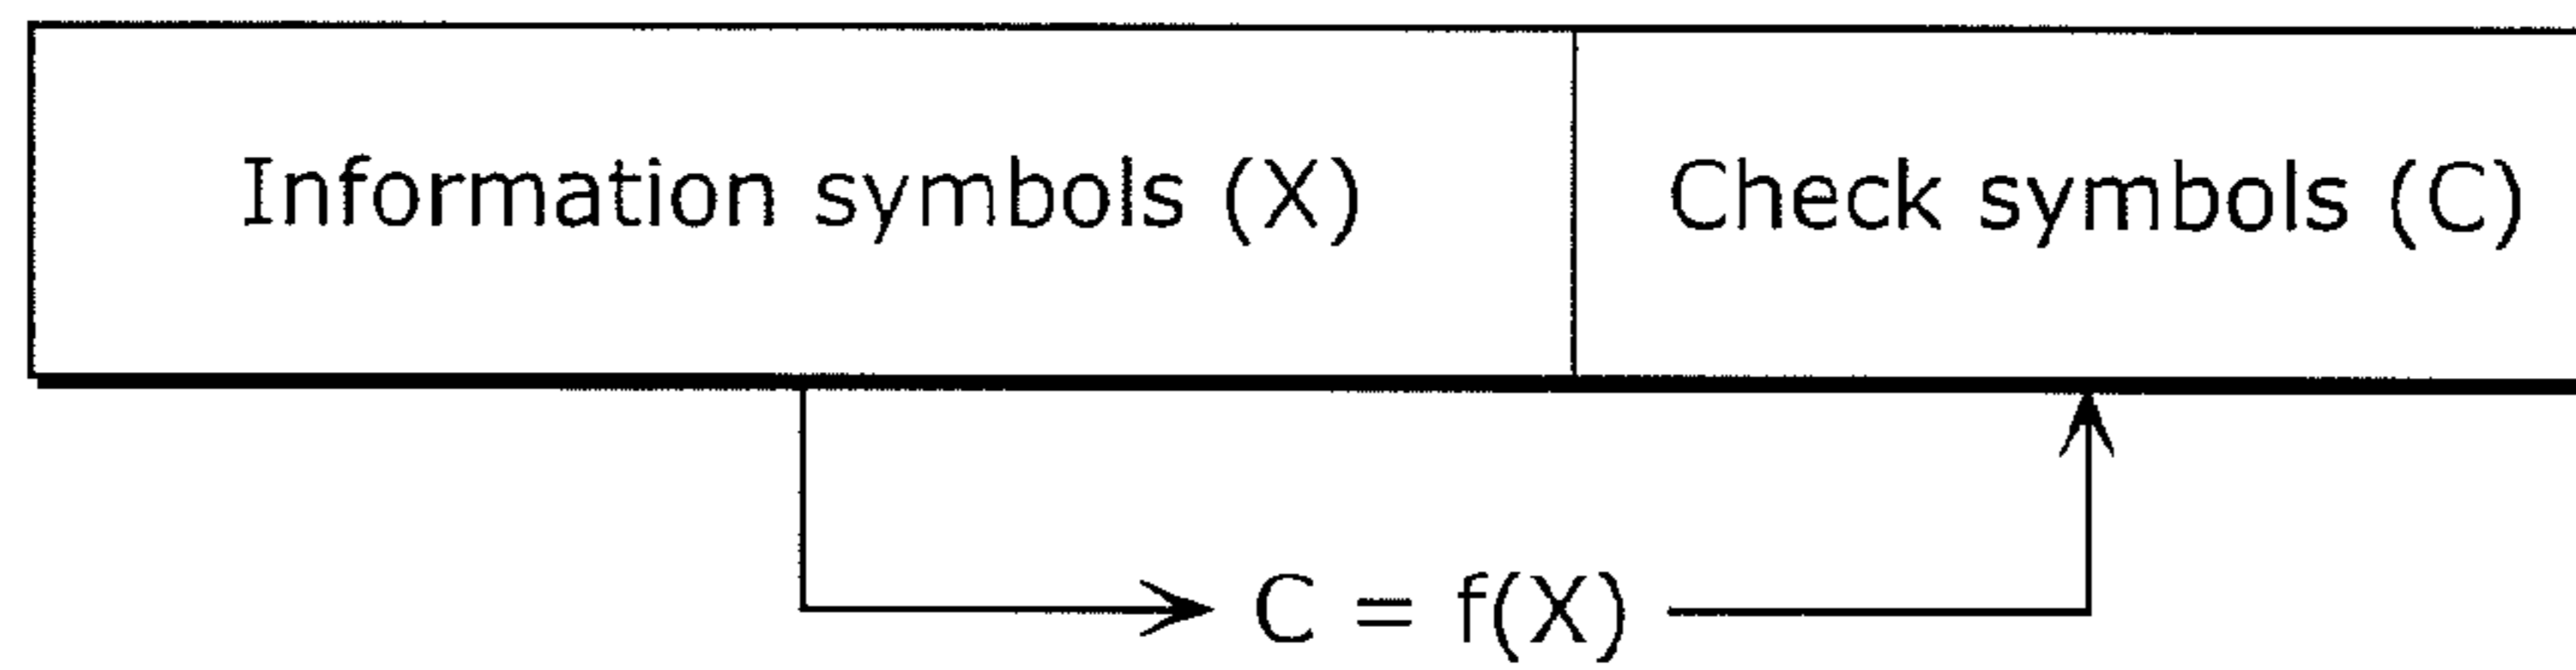 Information symbols (X) Check symbols (C)
C = f(X)